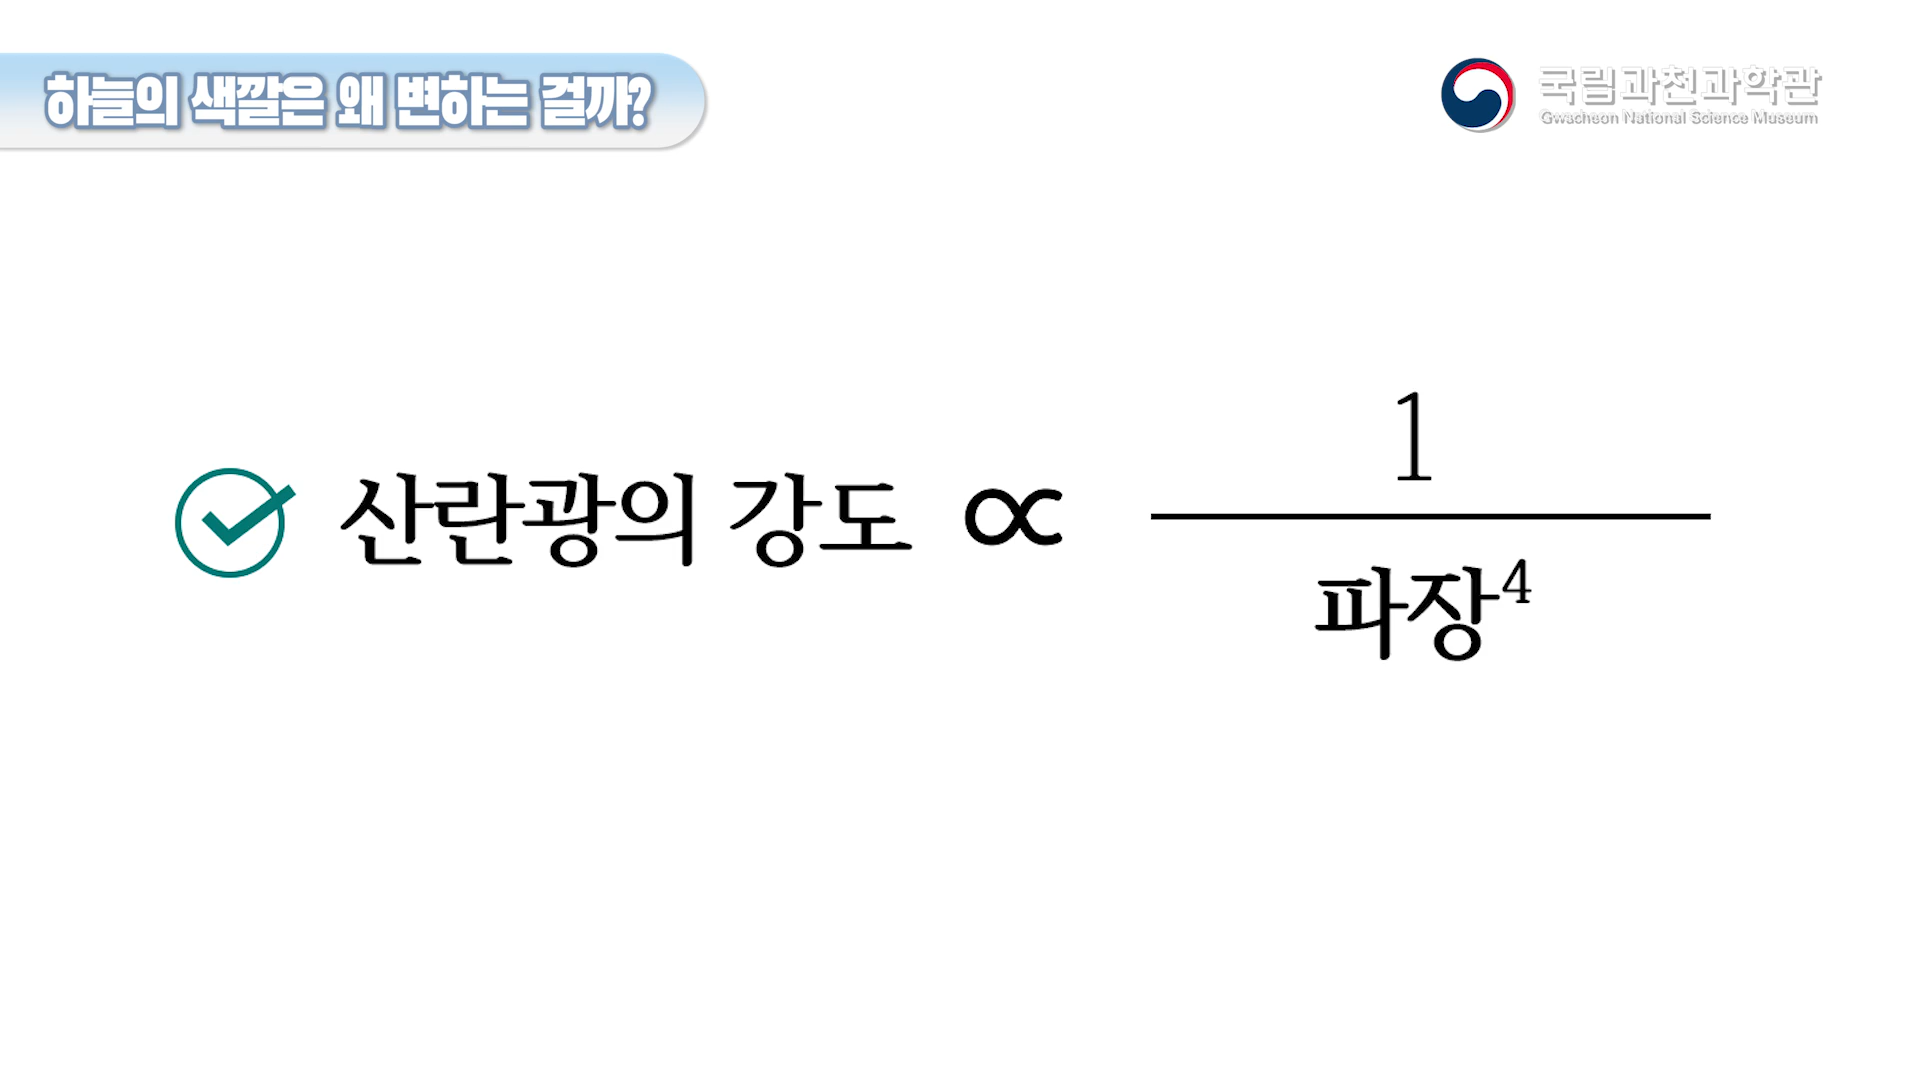 하늘의 색깔은 왜 변하는 걸까?
국립과천과학관
Gwacheon National Science Museum
산란광의 강도 ∝ 1
파장⁴